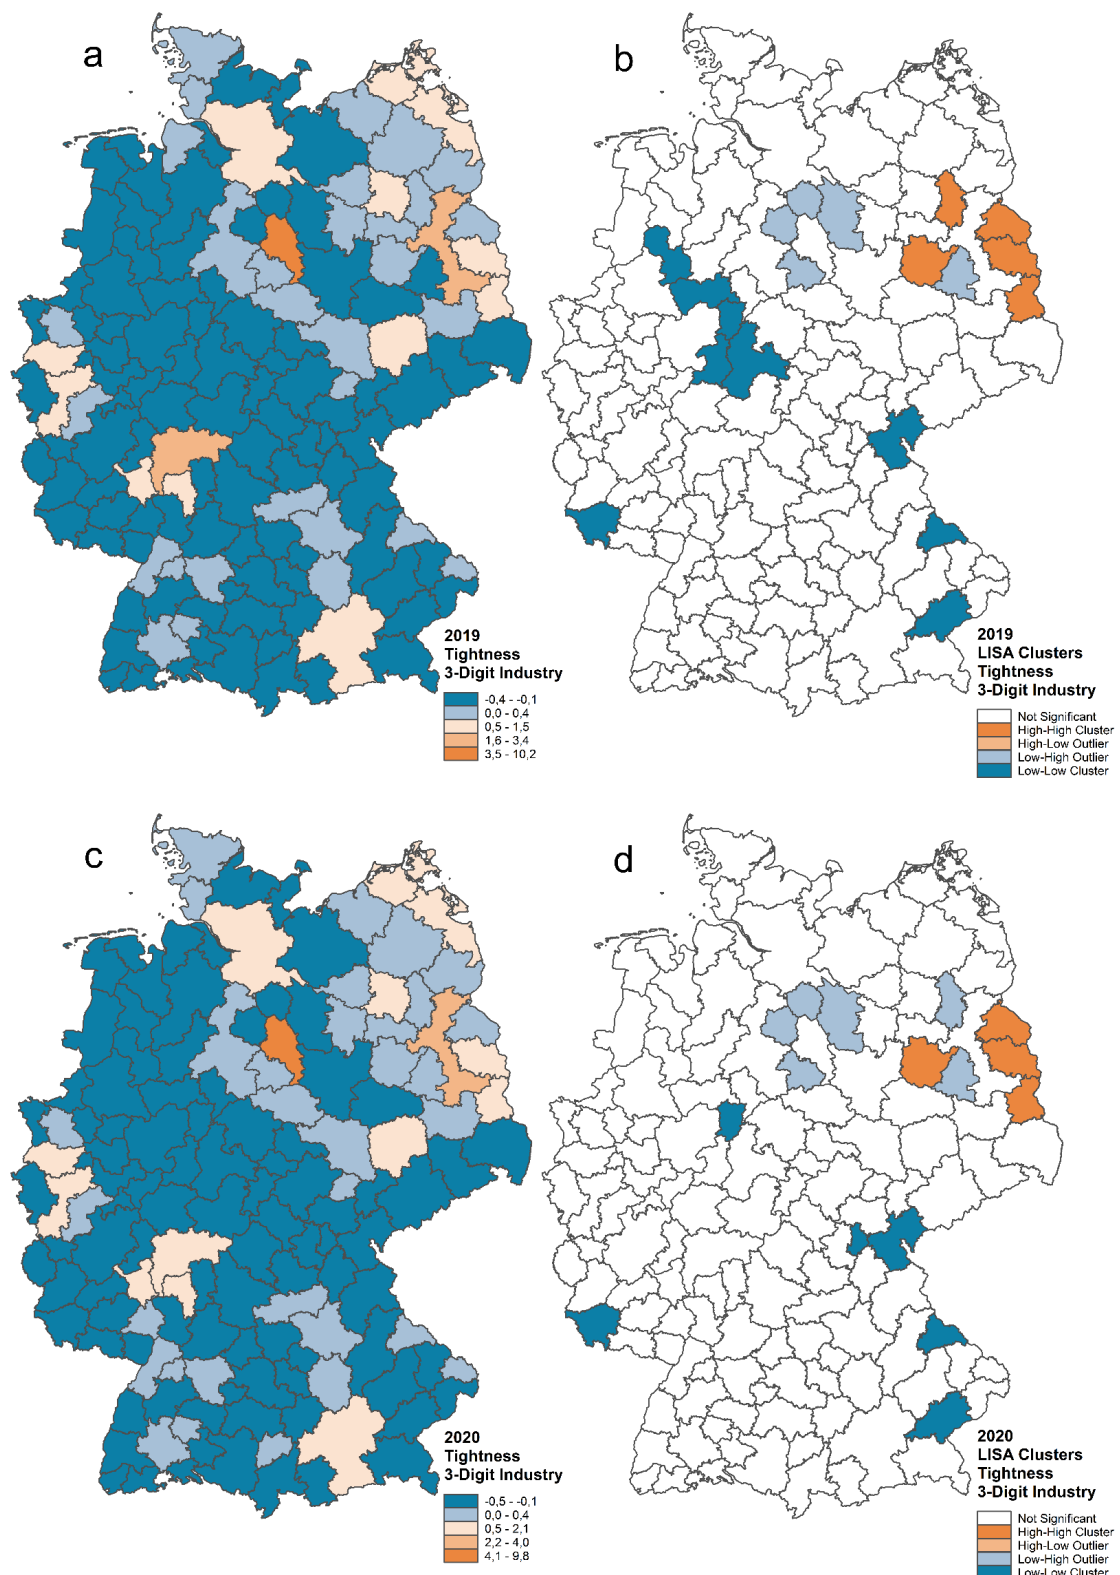 a
2019
Tightness
3-Digit Industry
-0,4 - -0,1
0,0 - 0,4
0,5 - 1,5
1,6 - 3,4
3,5 - 10,2
b
2019
LISA Clusters
Tightness
3-Digit Industry
Not Significant
High-High Cluster
High-Low Outlier
Low-High Outlier
Low-Low Cluster
c
2020
Tightness
3-Digit Industry
-0,5 - -0,1
0,0 - 0,4
0,5 - 2,1
2,2 - 4,0
4,1 - 9,8
d
2020
LISA Clusters
Tightness
3-Digit Industry
Not Significant
High-High Cluster
High-Low Outlier
Low-High Outlier
Low-Low Cluster